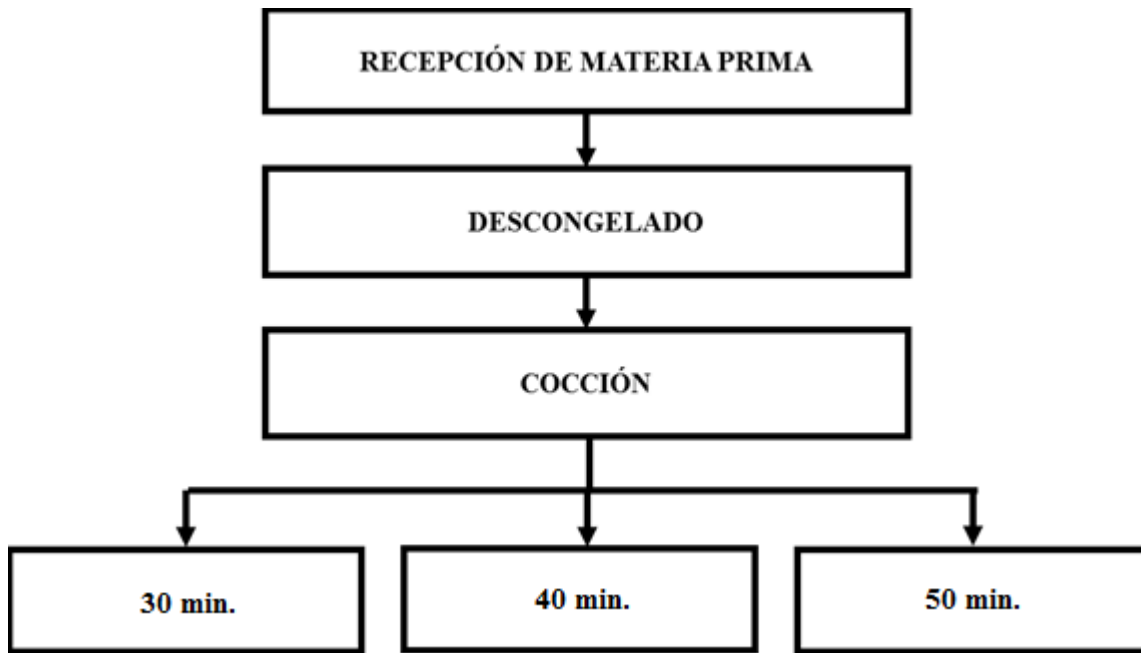 RECEPCIÓN DE MATERIA PRIMA
DESCONGELADO
COCCIÓN
30 min.
40 min.
50 min.